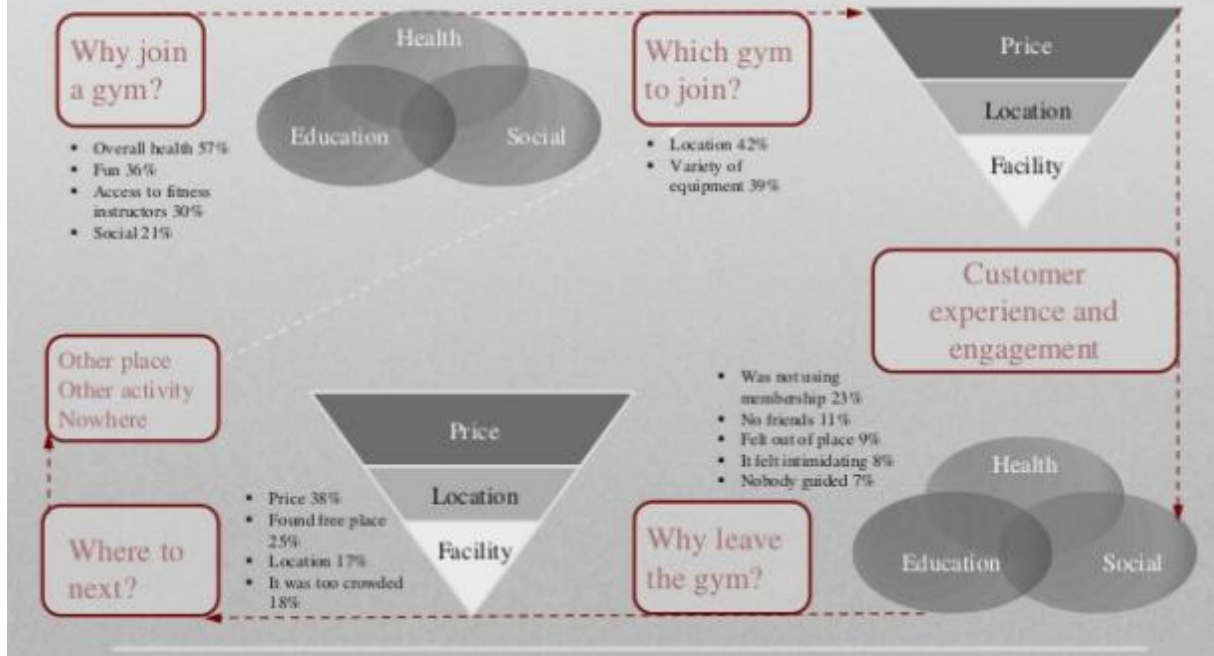 Why join
a gym?
▪ Overall health 57%
▪ Fun 36%
▪ Access to fitness
instructors 30%
▪ Social 21%
Health
Education
Social
Which gym
to join?
▪ Location 42%
▪ Variety of
equipment 39%
Price
Location
Facility
Customer
experience and
engagement
▪ Was not using
membership 23%
▪ No friends 11%
▪ Felt out of place 9%
▪ It felt intimidating 8%
▪ Nobody guided 7%
Health
Education
Social
Why leave
the gym?
Price
Location
Facility
▪ Price 38%
▪ Found free place
25%
▪ Location 17%
▪ It was too crowded
18%
Where to
next?
Other place
Other activity
Nowhere